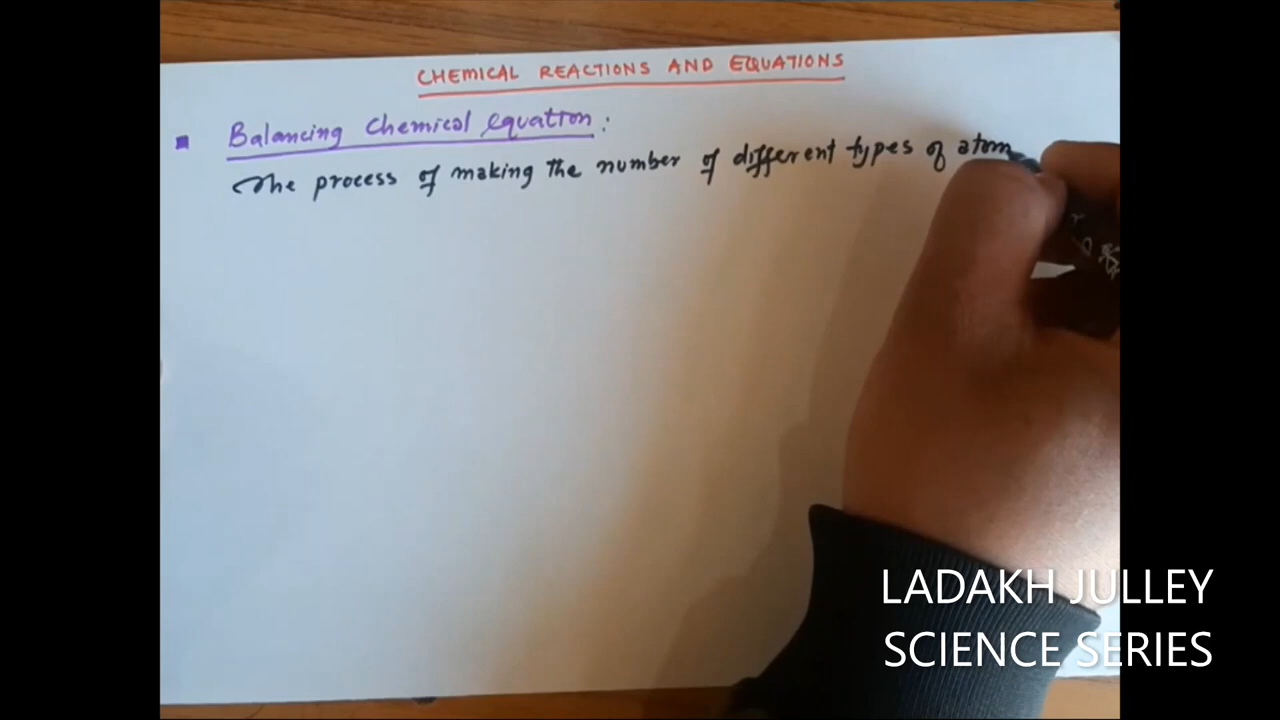 CHEMICAL REACTIONS AND EQUATIONS
Balancing Chemical equation:
The process of making the number of different types of atom
LADAKH JULLEY
SCIENCE SERIES